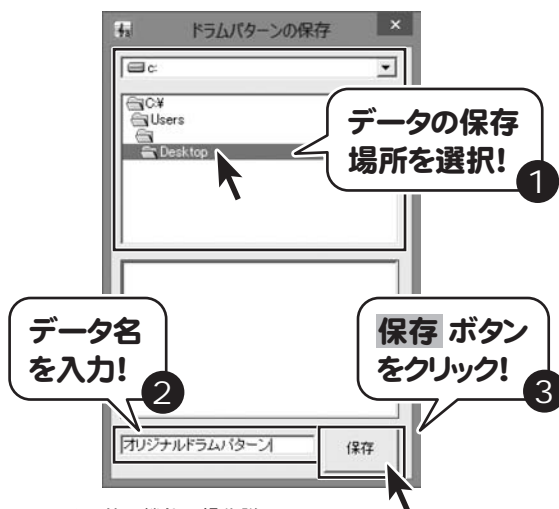 ドラムパターンの保存
×
c:
C:¥
Users
Desktop
データの保存
場所を選択!
1
データ名
を入力!
2
保存 ボタン
をクリック!
3
オリジナルドラムパターン
保存